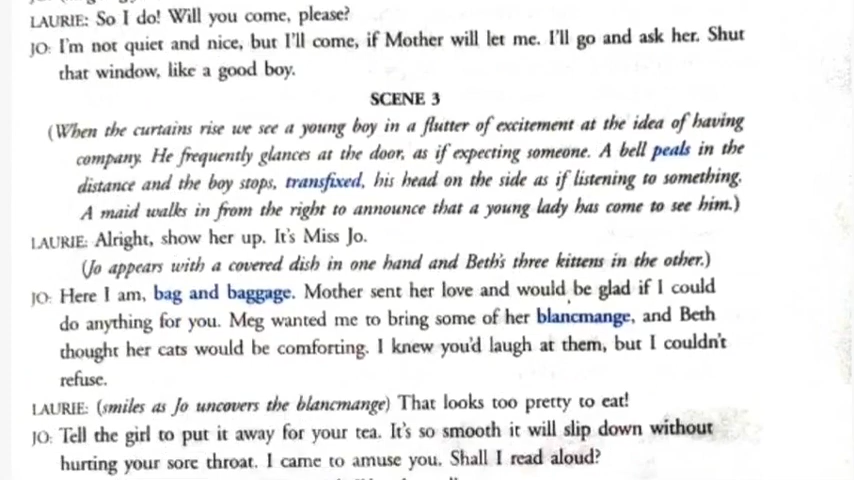 LAURIE: So I do! Will you come, please?
JO: I'm not quiet and nice, but I'll come, if Mother will let me. I'll go and ask her. Shut
that window, like a good boy.
SCENE 3
(When the curtains rise we see a young boy in a flutter of excitement at the idea of having
company. He frequently glances at the door, as if expecting someone. A bell peals in the
distance and the boy stops, transfixed, his head on the side as if listening to something.
A maid walks in from the right to announce that a young lady has come to see him.)
LAURIE: Alright, show her up. It's Miss Jo.
(Jo appears with a covered dish in one hand and Beth's three kittens in the other.)
JO: Here I am, bag and baggage. Mother sent her love and would be glad if I could
do anything for you. Meg wanted me to bring some of her blancmange, and Beth
thought her cats would be comforting. I knew you'd laugh at them, but I couldn't
refuse.
LAURIE: (smiles as Jo uncovers the blancmange) That looks too pretty to eat!
JO: Tell the girl to put it away for your tea. It's so smooth it will slip down without
hurting your sore throat. I came to amuse you. Shall I read aloud?